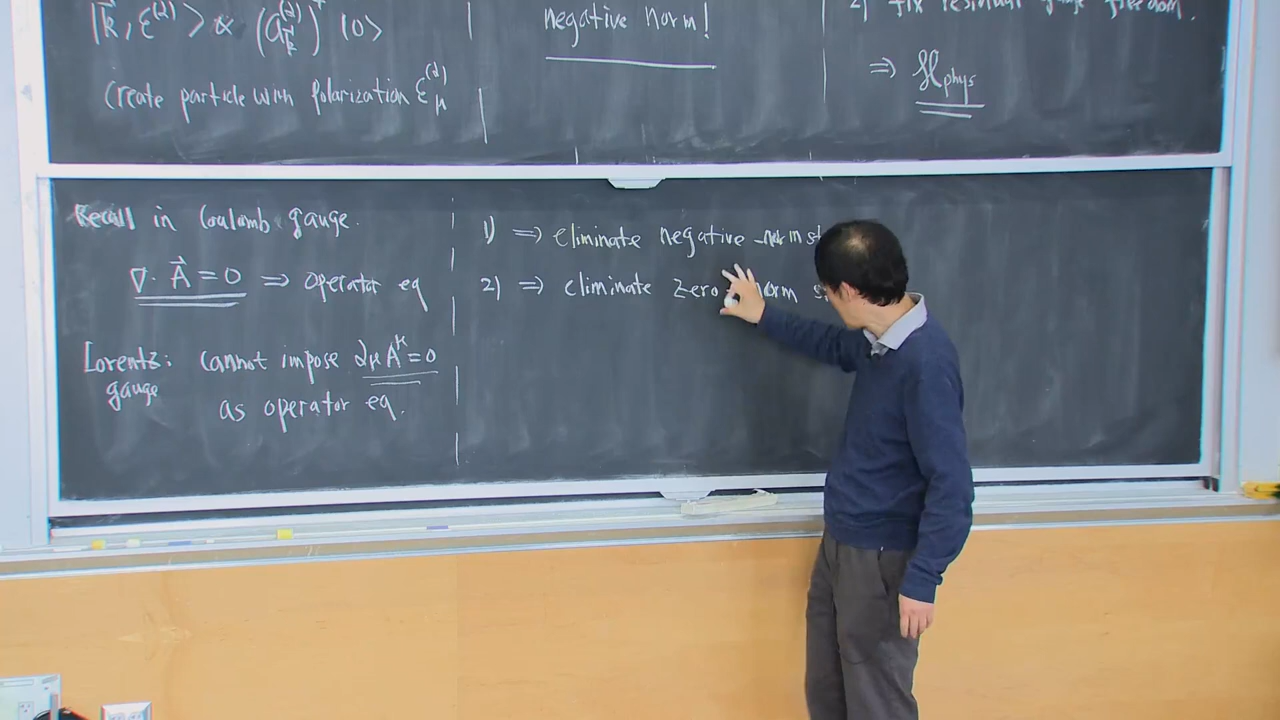 |k⃗, ε^(α)> ∝ (a_k⃗^(α))^† |0>
create particle with polarization ε_μ^(α)
negative norm!
2) fix residual gauge freedom.
⇒ ℋ_phys
Recall in Coulomb gauge.
∇ · A⃗ = 0 ⇒ operator eq
Lorentz: cannot impose ∂_μ A^μ = 0
gauge
as operator eq.
1) ⇒ eliminate negative-norm
2) ⇒ eliminate zero-norm